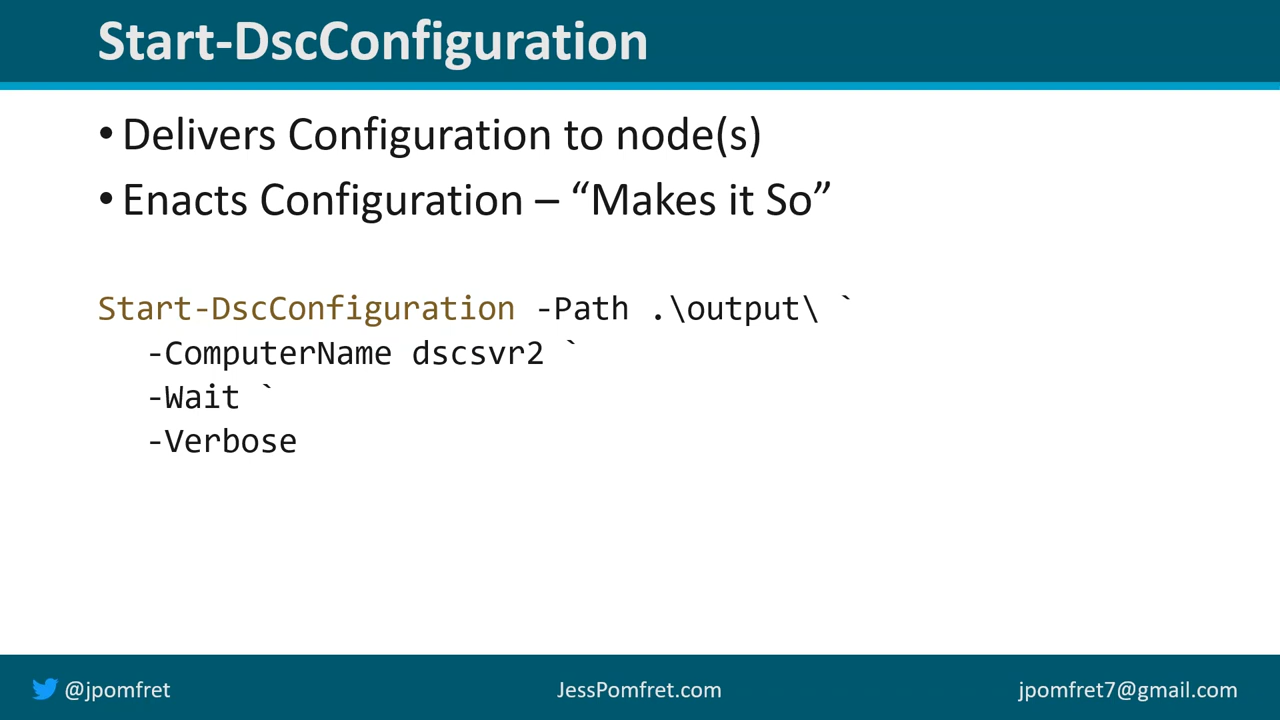 Start-DscConfiguration
• Delivers Configuration to node(s)
• Enacts Configuration – “Makes it So”
Start-DscConfiguration -Path .\output\ `
-ComputerName dscsvr2 `
-Wait `
-Verbose
@jpomfret
JessPomfret.com
jpomfret7@gmail.com